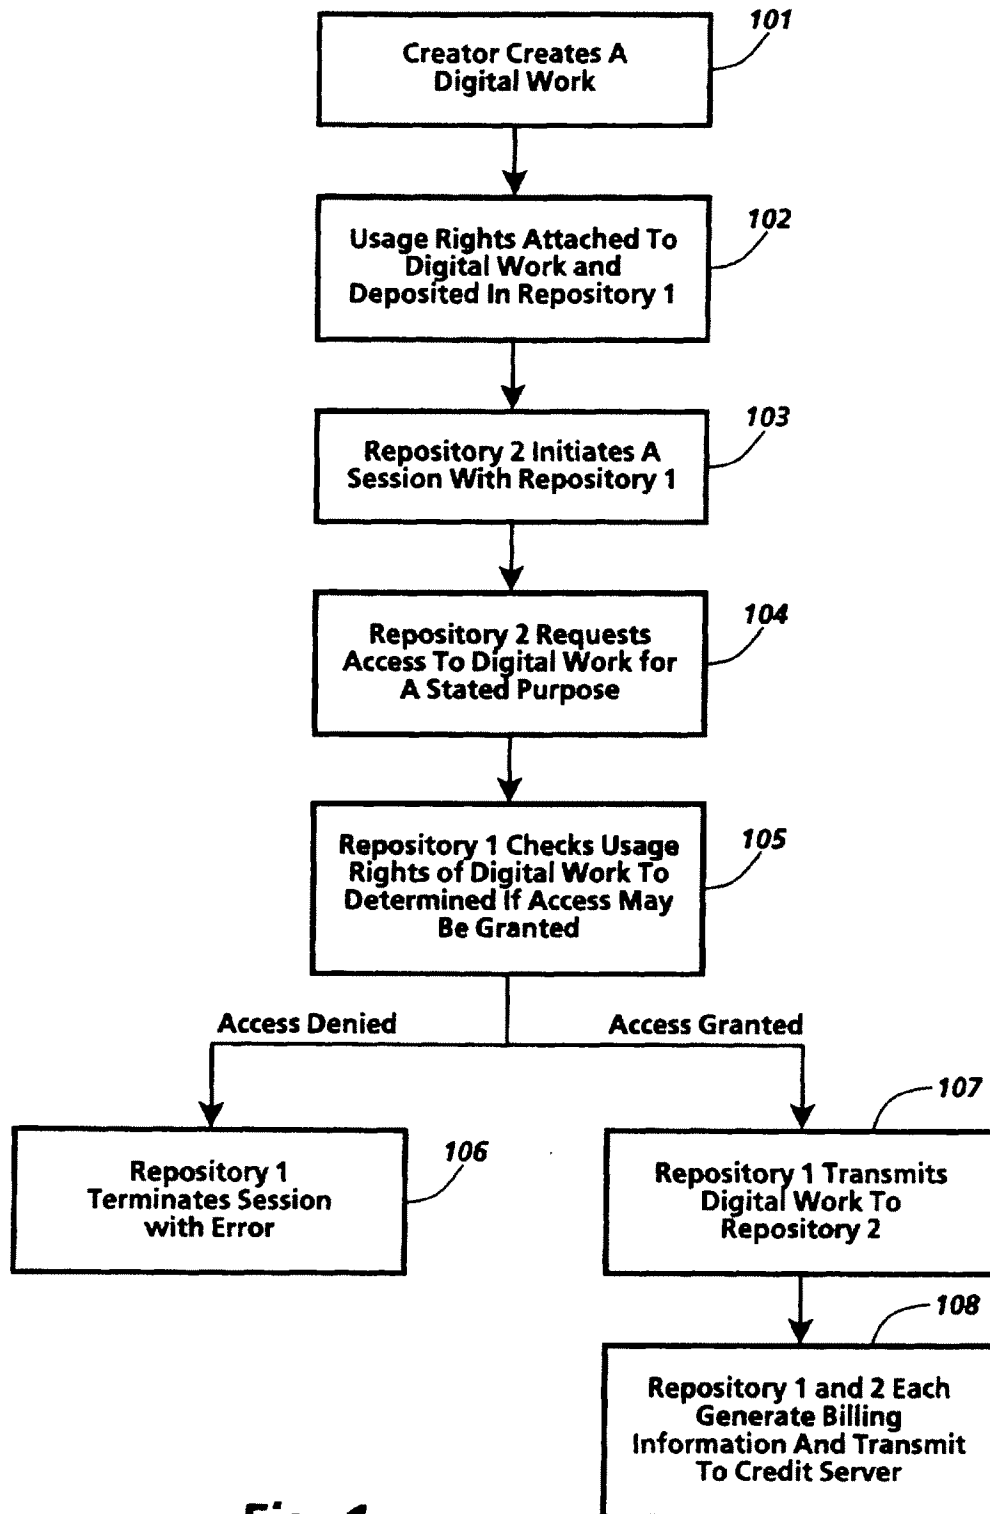 101
Creator Creates A
Digital Work
102
Usage Rights Attached To
Digital Work and
Deposited In Repository 1
103
Repository 2 Initiates A
Session With Repository 1
104
Repository 2 Requests
Access To Digital Work for
A Stated Purpose
105
Repository 1 Checks Usage
Rights of Digital Work To
Determined If Access May
Be Granted
Access Denied
Access Granted
106
Repository 1
Terminates Session
with Error
107
Repository 1 Transmits
Digital Work To
Repository 2
108
Repository 1 and 2 Each
Generate Billing
Information And Transmit
To Credit Server